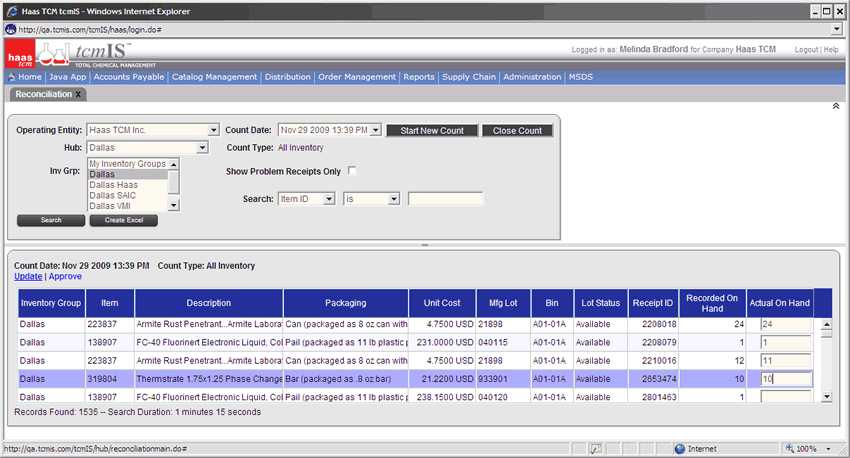 Haas TCM tcmIS - Windows Internet Explorer
http://qa.tcmis.com/tcmIS/haas/login.do#
haas tcm tcmIS™ TOTAL CHEMICAL MANAGEMENT
Logged in as: Melinda Bradford for Company Haas TCM Logout | Help
Home | Java App | Accounts Payable | Catalog Management | Distribution | Order Management | Reports | Supply Chain | Administration | MSDS
Reconciliation X
Operating Entity: Haas TCM Inc. Count Date: Nov 29 2009 13:39 PM Start New Count Close Count
Hub: Dallas Count Type: All Inventory
Inv Grp: My Inventory Groups Show Problem Receipts Only
Dallas
Dallas Haas
Dallas SAIC Search: Item ID is
Dallas VMI
Search Create Excel
Count Date: Nov 29 2009 13:39 PM Count Type: All Inventory
Update | Approve
Inventory Group Item Description Packaging Unit Cost Mfg Lot Bin Lot Status Receipt ID Recorded On Hand Actual On Hand
Dallas 223837 Armite Rust Penetrant...Armite Laborat Can (packaged as 8 oz can with 4.7500 USD 21898 A01-01A Available 2208018 24 24
Dallas 138907 FC-40 Fluorinert Electronic Liquid, Col Pail (packaged as 11 lb plastic p 231.0000 USD 040115 A01-01A Available 2208079 1 1
Dallas 223837 Armite Rust Penetrant...Armite Laborat Can (packaged as 8 oz can with 4.7500 USD 21898 A01-01A Available 2210016 12 11
Dallas 319804 Thermstrate 1.75x1.25 Phase Change Bar (packaged as .8 oz bar) 21.2200 USD 933901 A01-01A Available 2653474 10 10
Dallas 138907 FC-40 Fluorinert Electronic Liquid, Col Pail (packaged as 11 lb plastic p 238.1500 USD 040120 A01-01A Available 2801463 1
Records Found: 1535 -- Search Duration: 1 minutes 15 seconds
http://qa.tcmis.com/tcmIS/hub/reconciliationmain.do# Internet 100%